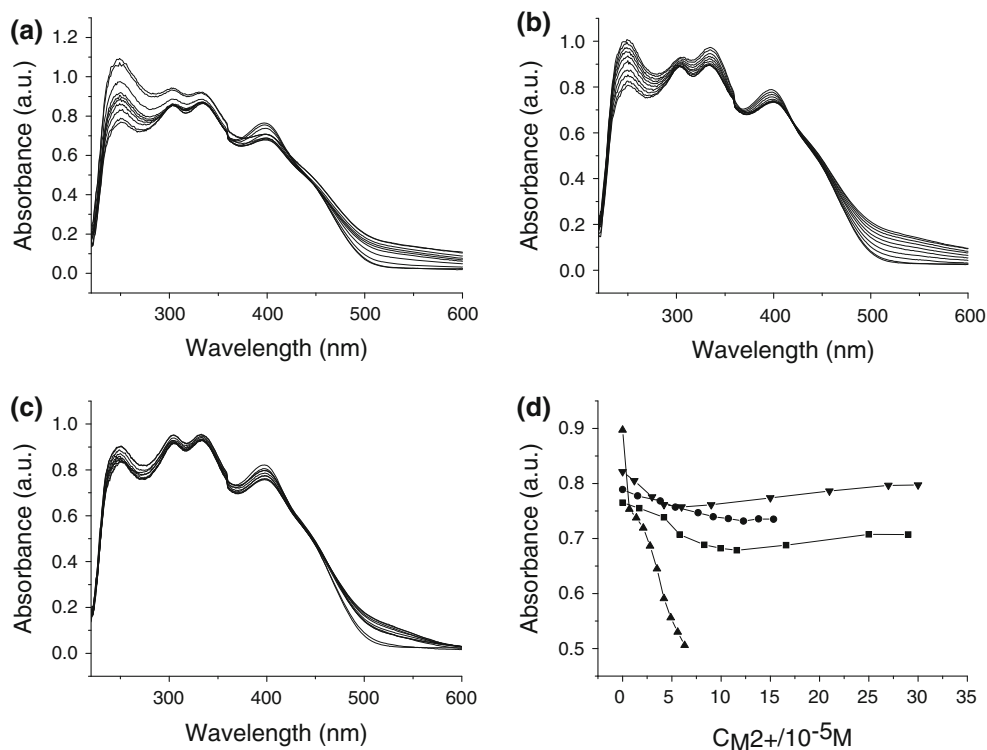 (a)
Absorbance (a.u.)
1.2
1.0
0.8
0.6
0.4
0.2
0.0
300 400 500 600
Wavelength (nm)
(b)
Absorbance (a.u.)
1.0
0.8
0.6
0.4
0.2
0.0
300 400 500 600
Wavelength (nm)
(c)
Absorbance (a.u.)
1.0
0.8
0.6
0.4
0.2
0.0
300 400 500 600
Wavelength (nm)
(d)
Absorbance (a.u.)
0.9
0.8
0.7
0.6
0.5
0 5 10 15 20 25 30 35
CM2+/10-5M